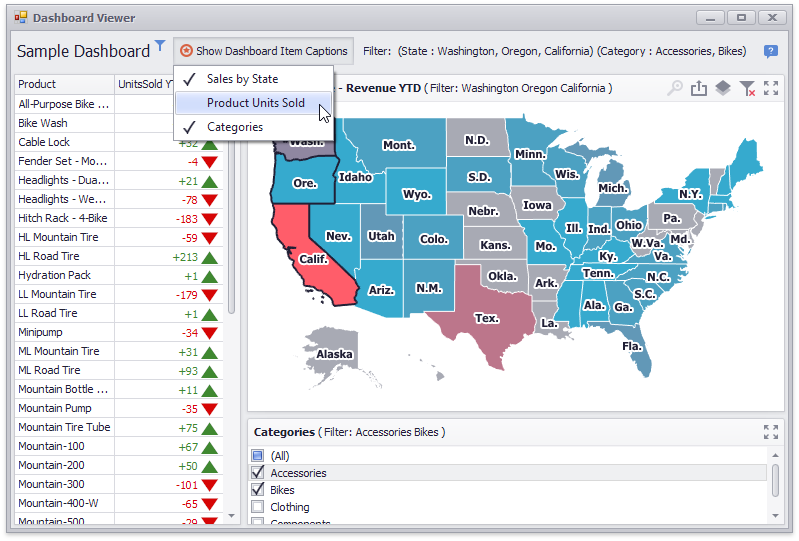 Dashboard Viewer
Sample Dashboard
Show Dashboard Item Captions
Filter: (State : Washington, Oregon, California) (Category : Accessories, Bikes)
Sales by State
Product Units Sold
Categories
Product UnitsSold YT
All-Purpose Bike ...
Bike Wash
Cable Lock +32
Fender Set - Mo... -4
Headlights - Dua... +21
Headlights - We... -78
Hitch Rack - 4-Bike -183
HL Mountain Tire -59
HL Road Tire +213
Hydration Pack +1
LL Mountain Tire -179
LL Road Tire +1
Minipump -34
ML Mountain Tire +31
ML Road Tire +93
Mountain Bottle ... +11
Mountain Pump -35
Mountain Tire Tube +75
Mountain-100 +67
Mountain-200 +50
Mountain-300 -101
Mountain-400-W -65
Mountain-500 -29
- Revenue YTD (Filter: Washington Oregon California )
Wash.
Mont.
N.D.
Minn.
Ore.
Idaho
S.D.
Wis.
Mich.
N.Y.
Wyo.
Iowa
Nebr.
Pa.
Nev.
Utah
Colo.
Ill.
Ind.
Ohio
Md.
Calif.
Kans.
Mo.
W.Va.
Va.
Ky.
Ariz.
N.M.
Okla.
Ark.
Tenn.
N.C.
S.C.
Tex.
La.
Ala.
Ga.
Fla.
Alaska
Categories (Filter: Accessories Bikes )
(All)
Accessories
Bikes
Clothing
Components